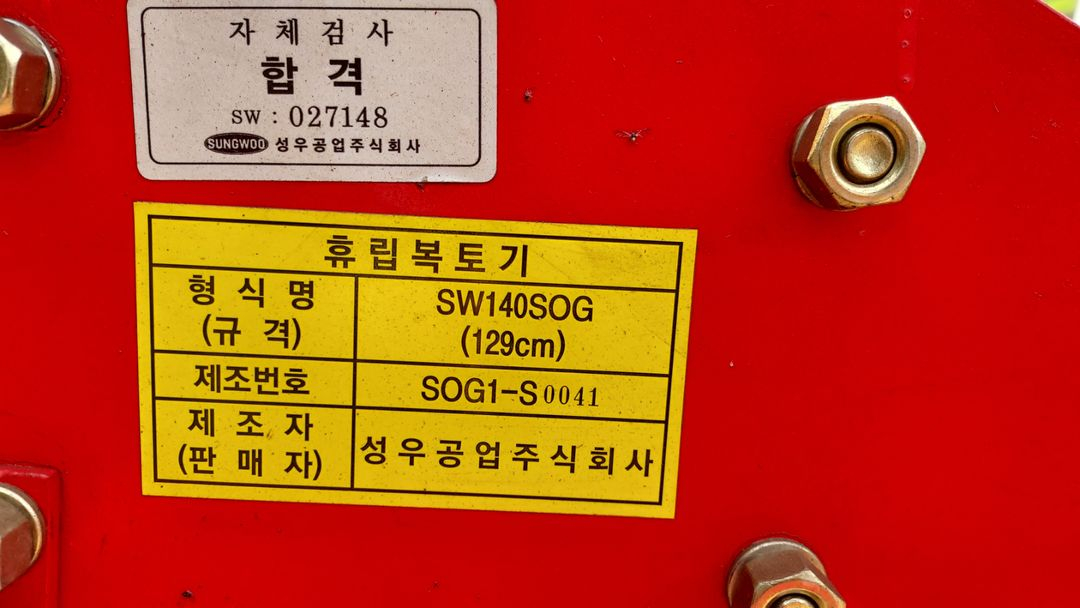 자 체 검 사
합 격
SW : 027148
SUNGWOO 성우공업주식회사
휴립복토기
형 식 명
(규 격)
SW140SOG
(129cm)
제조번호
SOG1-S0041
제 조 자
(판 매 자)
성우공업주식회사